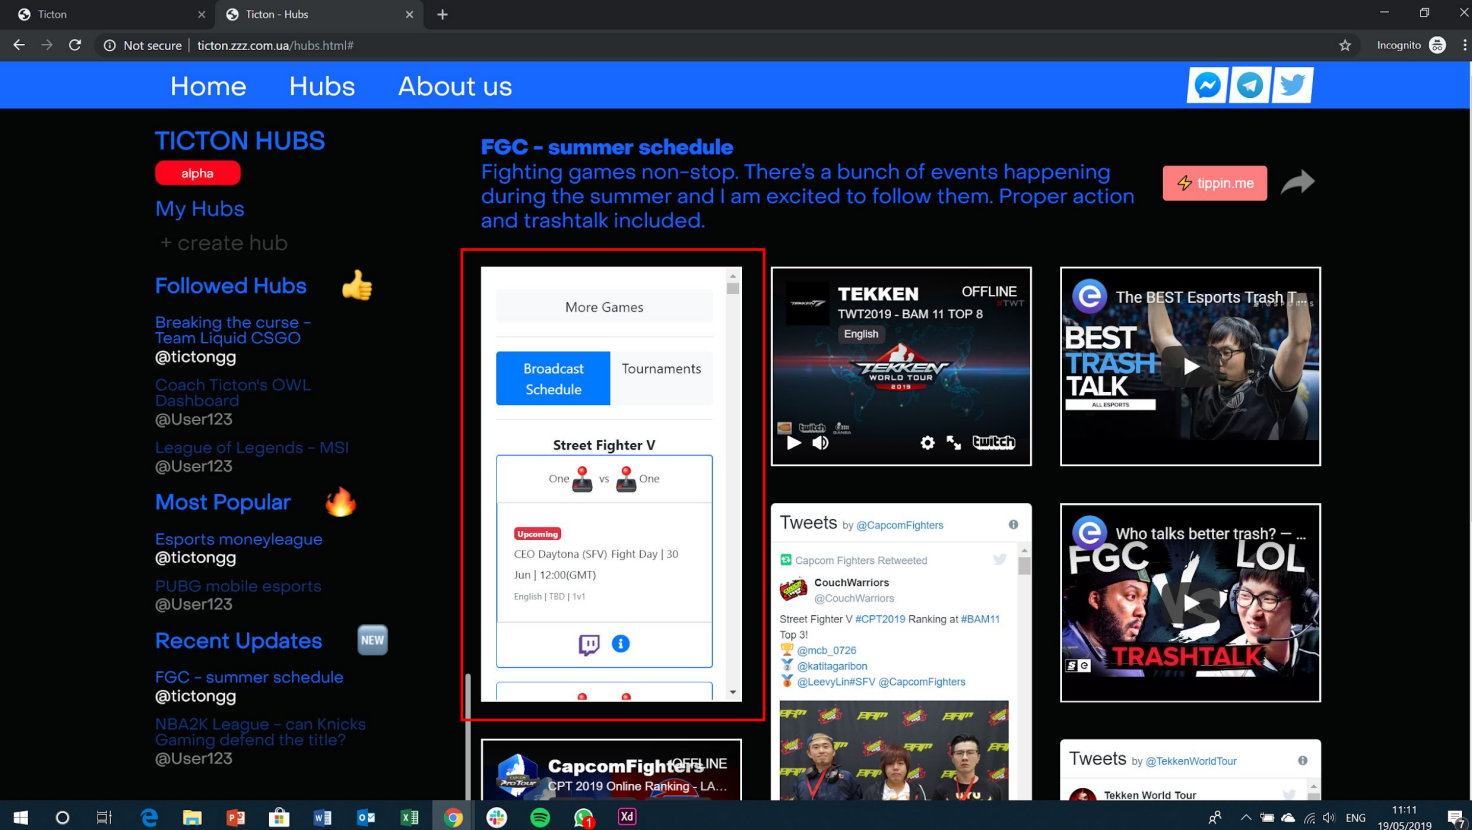 Ticton
Ticton - Hubs
Not secure | ticton.zzz.com.ua/hubs.html#
Incognito
Home Hubs About us
TICTON HUBS
alpha
My Hubs
+ create hub
Followed Hubs
Breaking the curse -
Team Liquid CSGO
@tictongg
Coach Ticton's OWL
Dashboard
@User123
League of Legends - MSI
@User123
Most Popular
Esports moneyleague
@tictongg
PUBG mobile esports
@User123
Recent Updates
NEW
FGC - summer schedule
@tictongg
NBA2K League - can Knicks
Gaming defend the title?
@User123
FGC - summer schedule
Fighting games non-stop. There's a bunch of events happening
during the summer and I am excited to follow them. Proper action
and trashtalk included.
tippin.me
More Games
Broadcast
Schedule
Tournaments
Street Fighter V
One vs One
Upcoming
CEO Daytona (SFV) Fight Day | 30
Jun | 12:00(GMT)
English | TBD | 1v1
CapcomFighters
OFFLINE
CPT 2019 Online Ranking - LA...
TEKKEN
OFFLINE
#TWT
TWT2019 - BAM 11 TOP 8
English
TEKKEN
WORLD TOUR
2019
twitch
twitch
Tweets by @CapcomFighters
Capcom Fighters Retweeted
CouchWarriors
@CouchWarriors
Street Fighter V #CPT2019 Ranking at #BAM11
Top 3!
@mcb_0726
@katitagaribon
@LeevyLin#SFV @CapcomFighters
The BEST Esports Trash T...
BEST
TRASH
TALK
ALL ESPORTS
Who talks better trash? — ...
FGC VS LOL
TRASHTALK
Tweets by @TekkenWorldTour
Tekken World Tour
Xd
ENG
11:11
19/05/2019
7